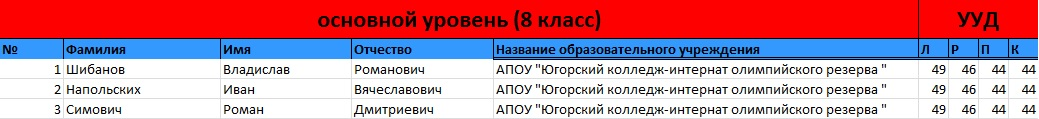 основной уровень (8 класс) УУД
№ Фамилия Имя Отчество Название образовательного учреждения Л Р П К
1 Шибанов Владислав Романович АПОУ "Югорский колледж-интернат олимпийского резерва " 49 46 44 44
2 Напольских Иван Вячеславович АПОУ "Югорский колледж-интернат олимпийского резерва " 49 46 44 44
3 Симович Роман Дмитриевич АПОУ "Югорский колледж-интернат олимпийского резерва " 49 46 44 44